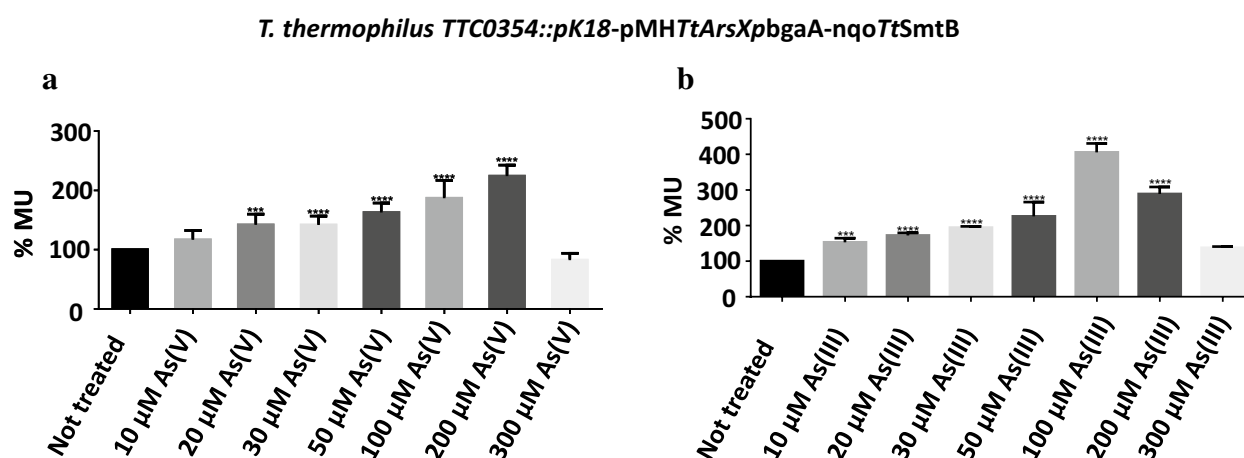 T. thermophilus TTC0354::pK18-pMHTtArsXpbgaA-nqoTtSmtB
a
300
200
100
0
% MU
***
****
****
****
****
Not treated
10 µM As(V)
20 µM As(V)
30 µM As(V)
50 µM As(V)
100 µM As(V)
200 µM As(V)
300 µM As(V)
b
500
400
300
200
100
0
% MU
***
****
****
****
****
****
Not treated
10 µM As(III)
20 µM As(III)
30 µM As(III)
50 µM As(III)
100 µM As(III)
200 µM As(III)
300 µM As(III)